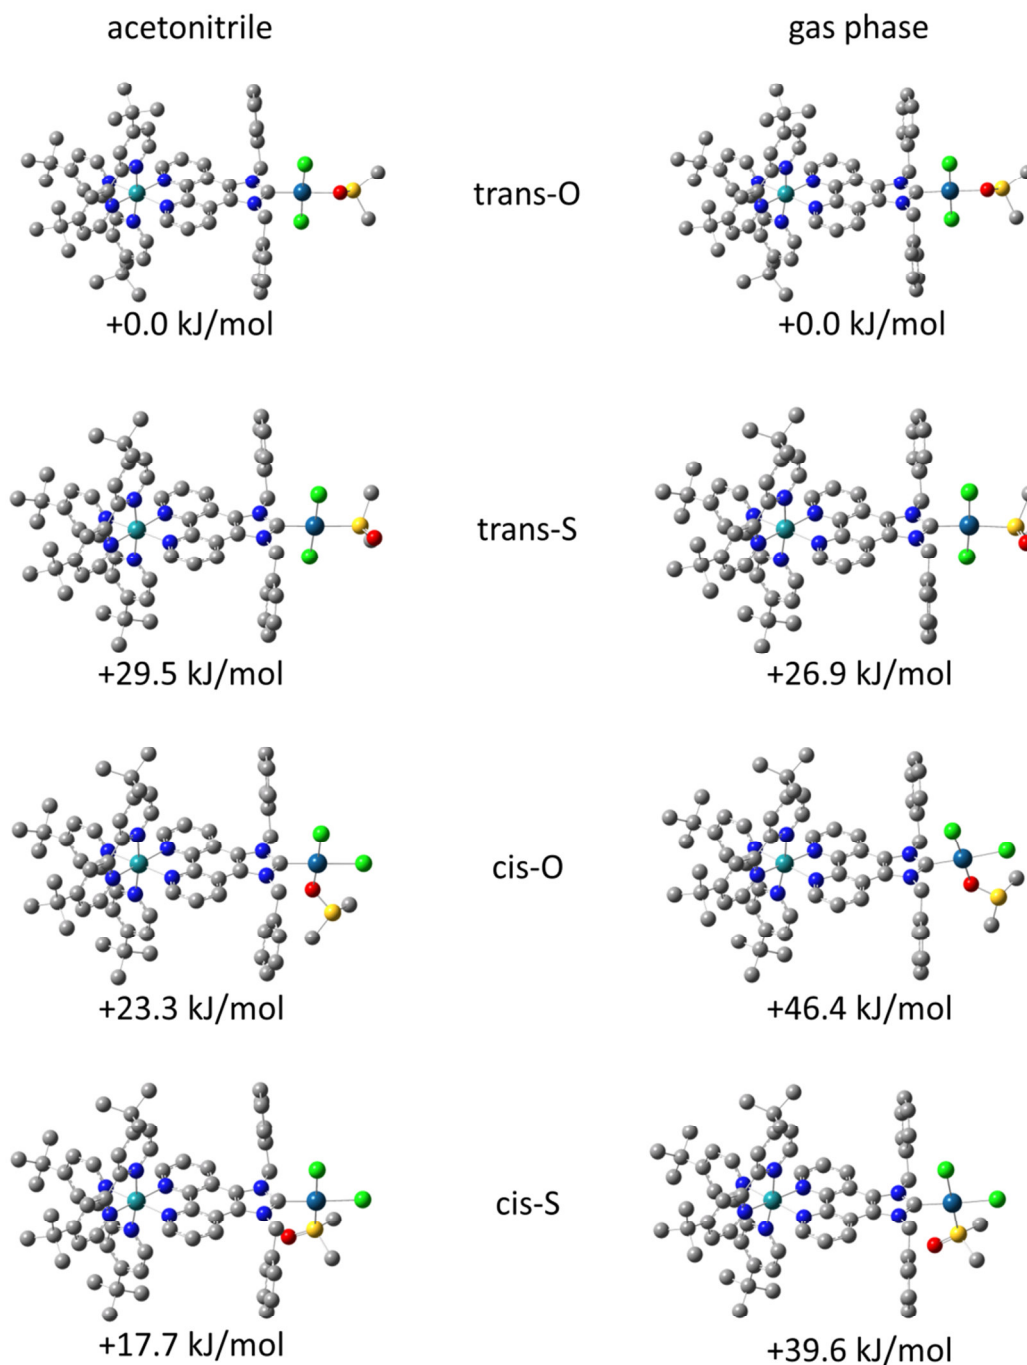 acetonitrile
gas phase
trans-O
+0.0 kJ/mol
+0.0 kJ/mol
trans-S
+29.5 kJ/mol
+26.9 kJ/mol
cis-O
+23.3 kJ/mol
+46.4 kJ/mol
cis-S
+17.7 kJ/mol
+39.6 kJ/mol